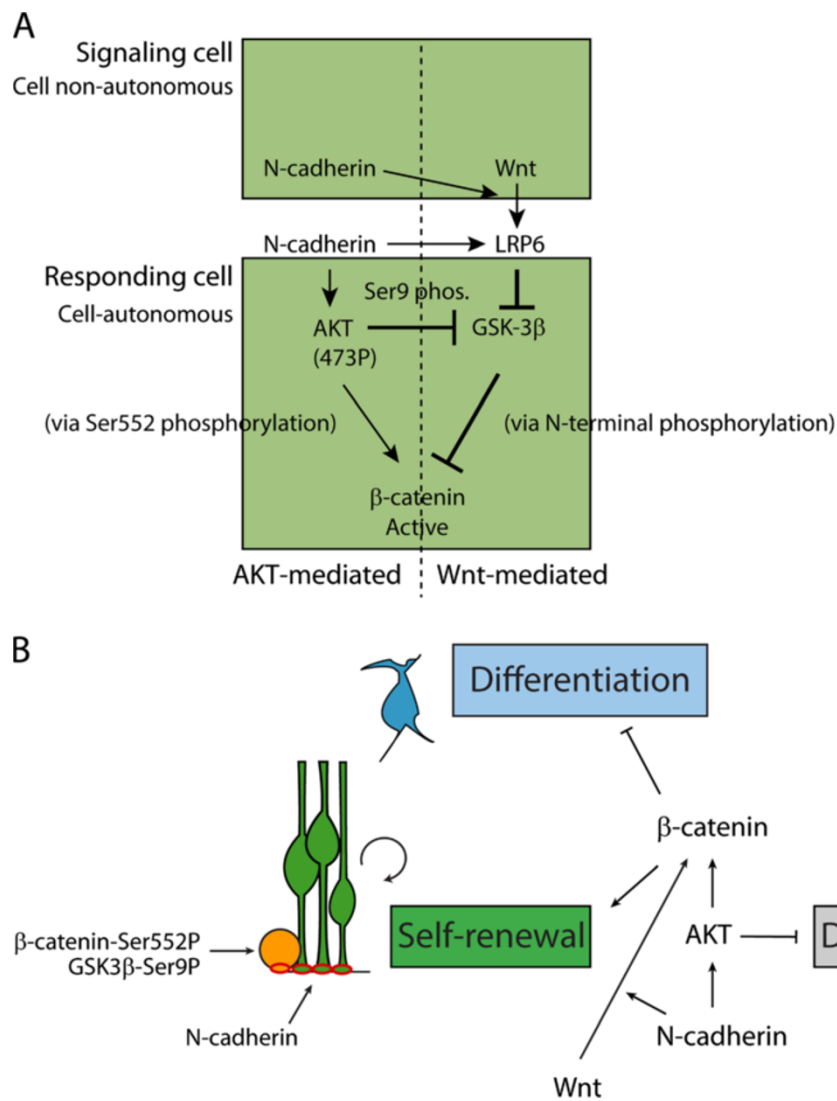 A
Signaling cell
Cell non-autonomous
N-cadherin
Wnt
N-cadherin
LRP6
Responding cell
Cell-autonomous
Ser9 phos.
AKT
(473P)
GSK-3β
(via Ser552 phosphorylation)
(via N-terminal phosphorylation)
β-catenin
Active
AKT-mediated
Wnt-mediated
B
Differentiation
β-catenin
Self-renewal
AKT
D
β-catenin-Ser552P
GSK3β-Ser9P
N-cadherin
N-cadherin
Wnt